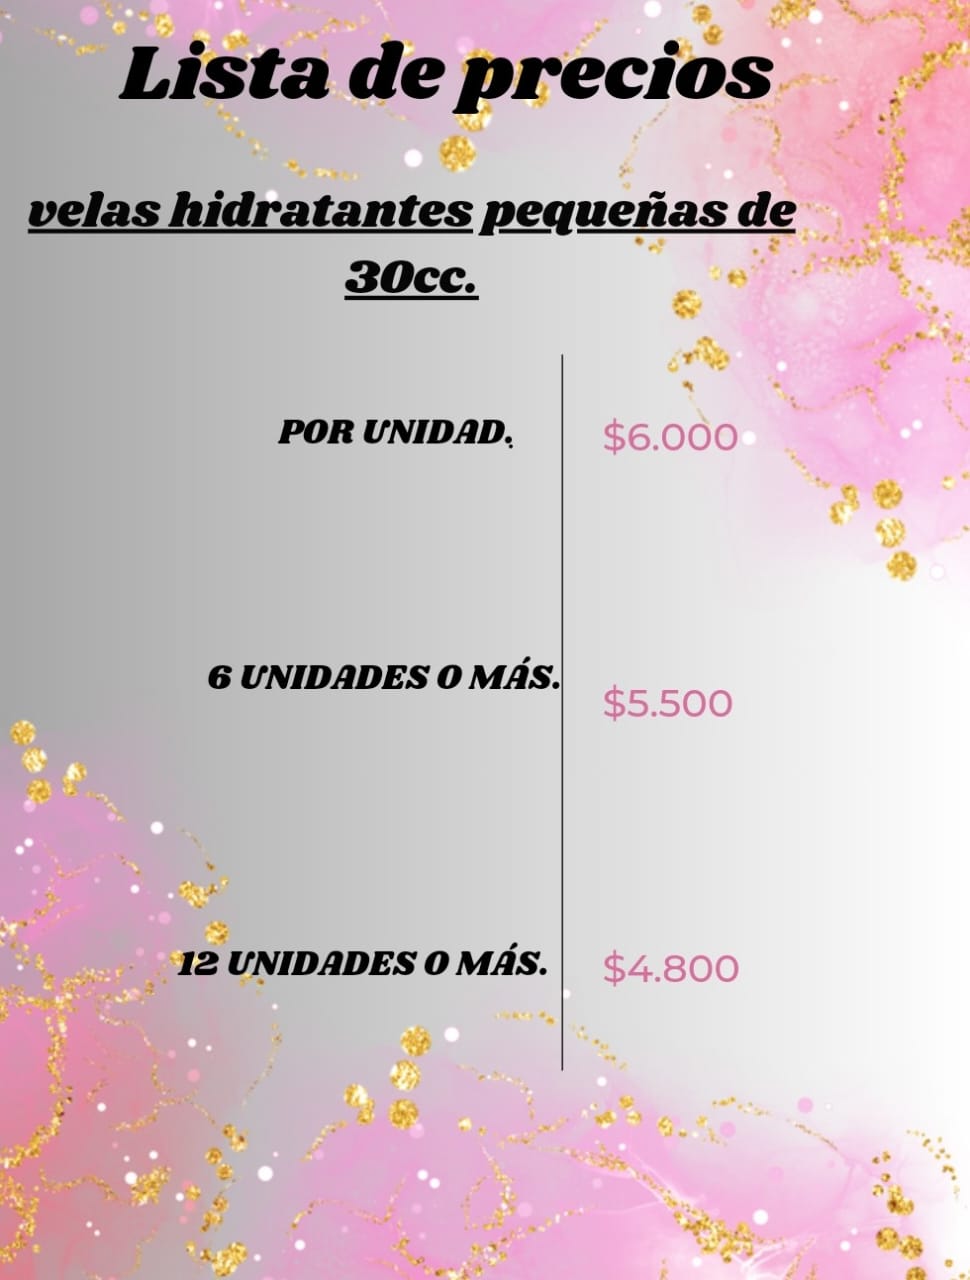 Lista de precios
velas hidratantes pequeñas de
30cc.
POR UNIDAD.
$6.000
6 UNIDADES O MÁS.
$5.500
12 UNIDADES O MÁS.
$4.800